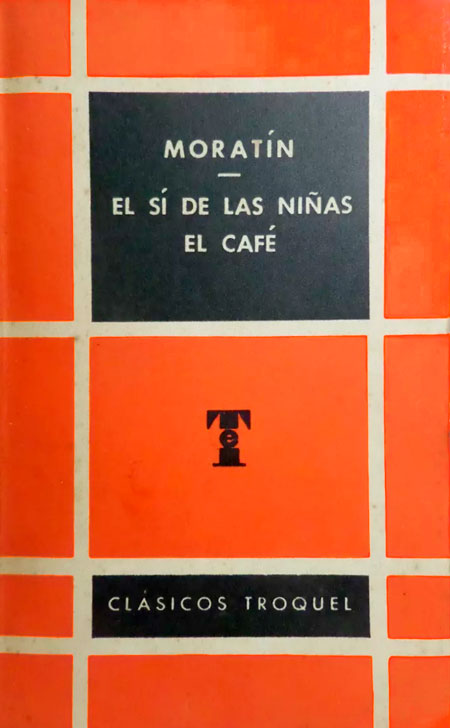 MORATÍN
EL SÍ DE LAS NIÑAS
EL CAFÉ
Te
CLÁSICOS TROQUEL